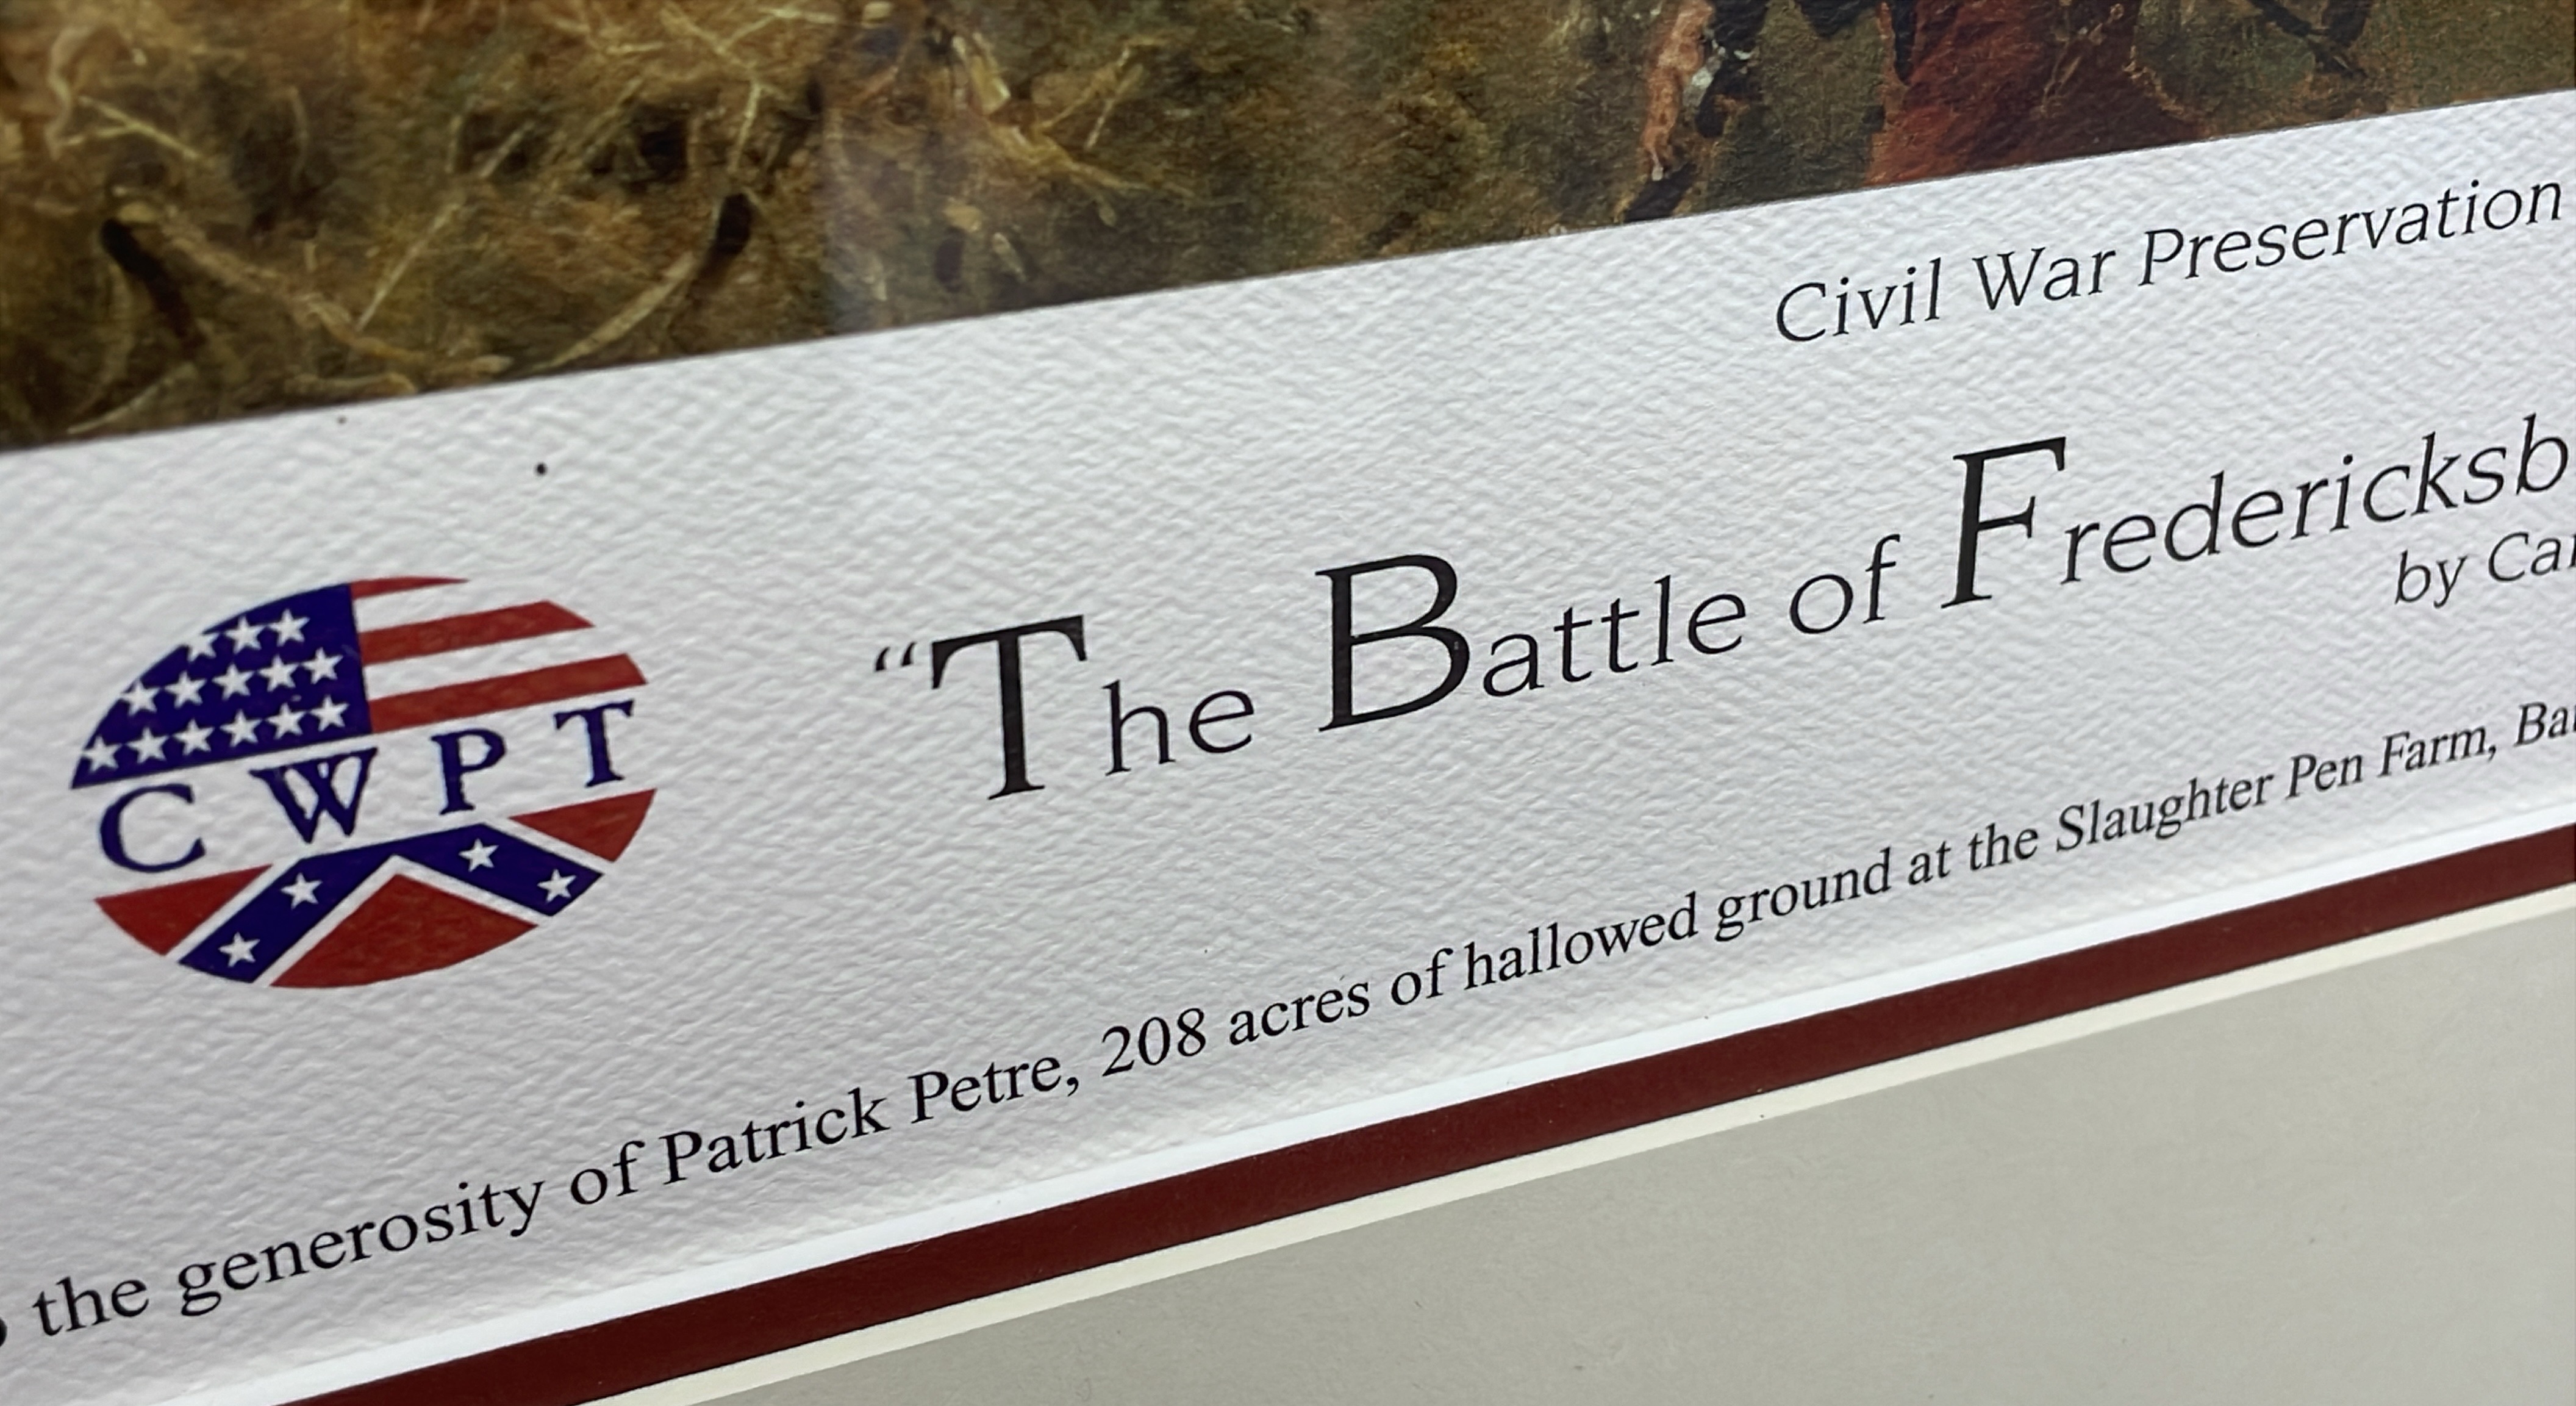 Civil War Preservation
CWPT
“The Battle of Fredericksb
by Ca
the generosity of Patrick Petre, 208 acres of hallowed ground at the Slaughter Pen Farm, Ba